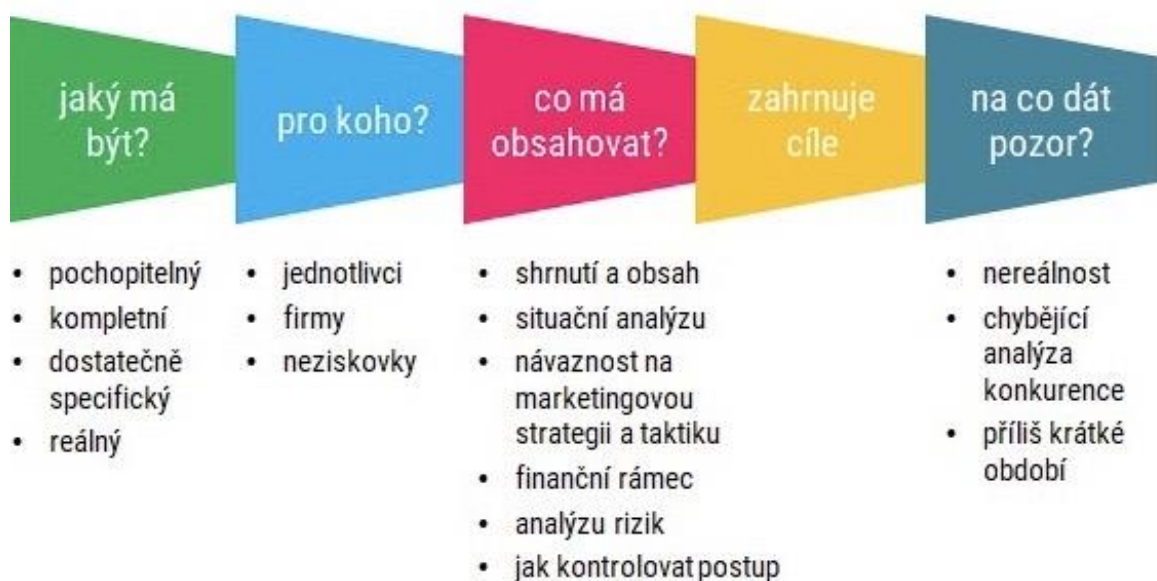 jaký má
být?
• pochopitelný
• kompletní
• dostatečně
specifický
• reálný
pro koho?
• jednotlivci
• firmy
• neziskovky
co má
obsahovat?
• shrnutí a obsah
• situační analýzu
• návaznost na
marketingovou
strategii a taktiku
• finanční rámec
• analýzu rizik
• jak kontrolovat postup
zahrnuje
cíle
na co dát
pozor?
• nereálnost
• chybějící
analýza
konkurence
• příliš krátké
období